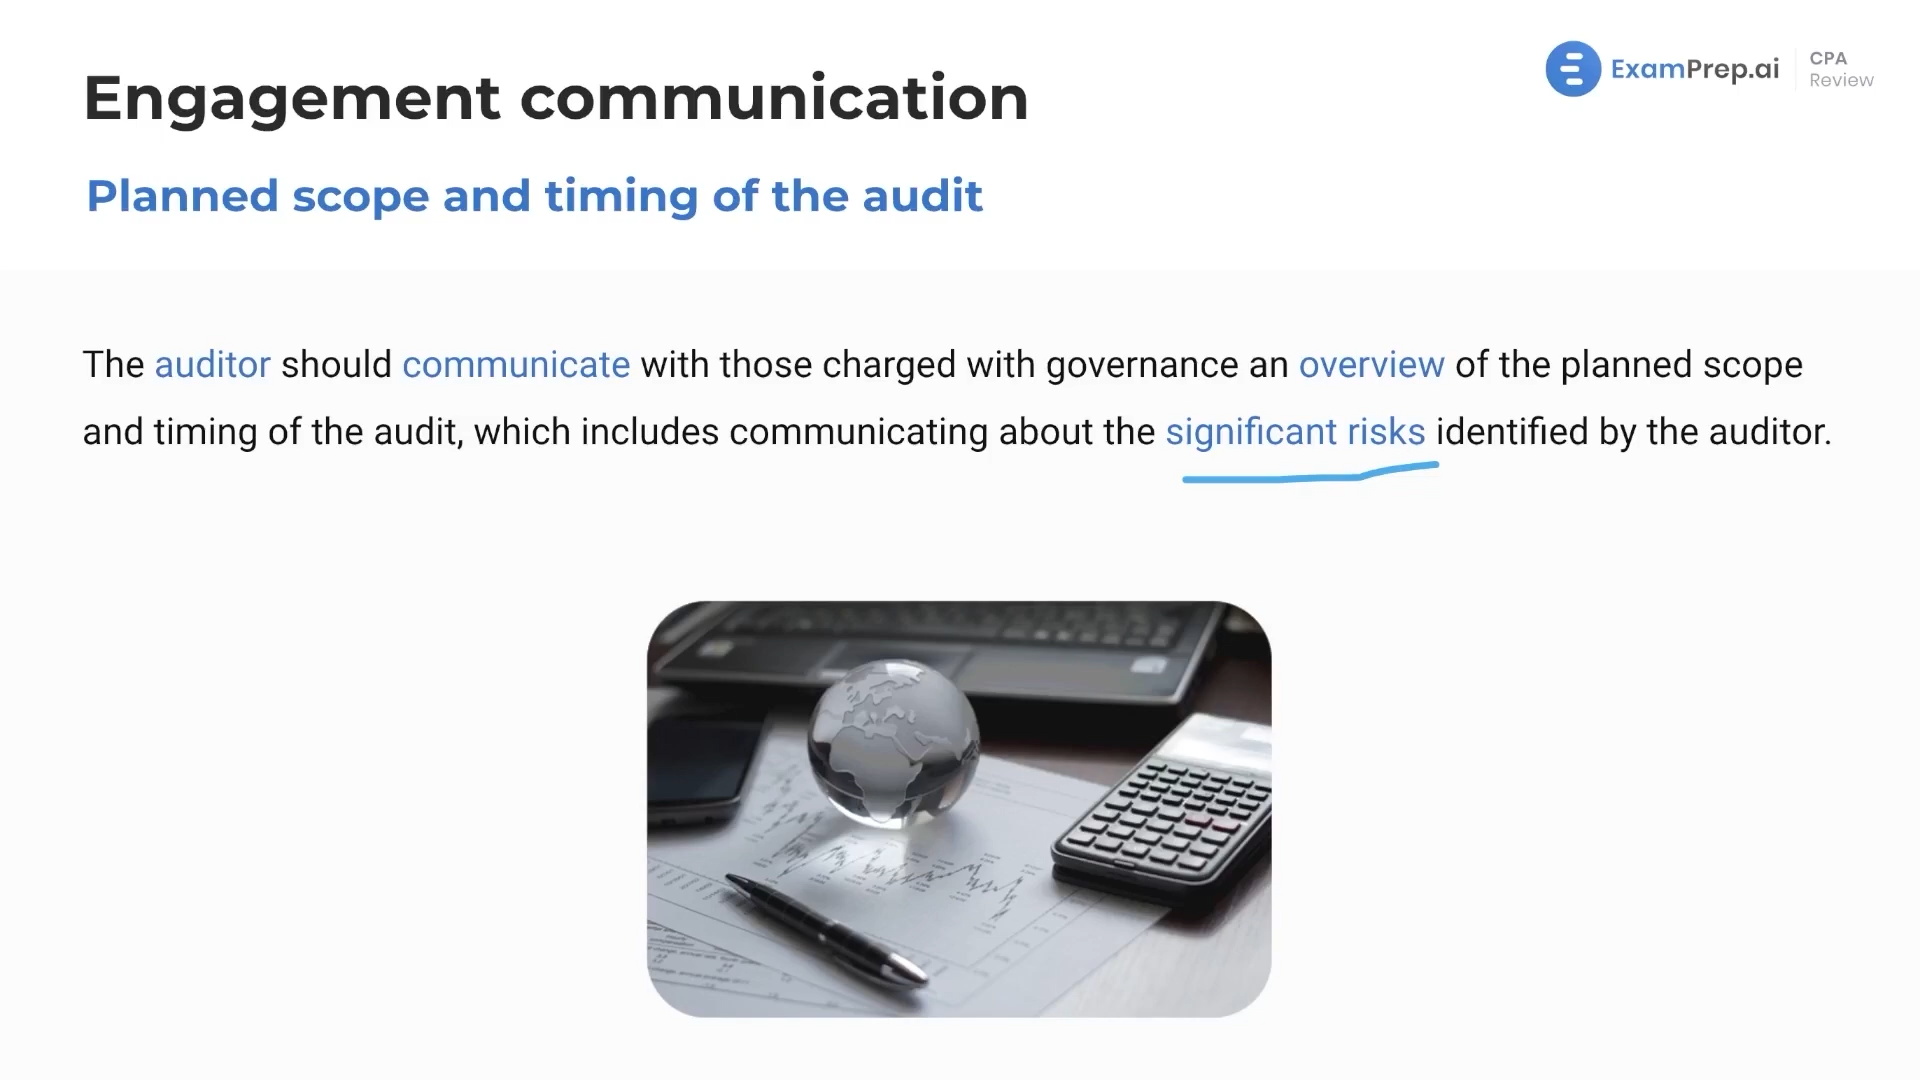 Engagement communication
ExamPrep.ai
CPA
Review
Planned scope and timing of the audit
The auditor should communicate with those charged with governance an overview of the planned scope
and timing of the audit, which includes communicating about the significant risks identified by the auditor.